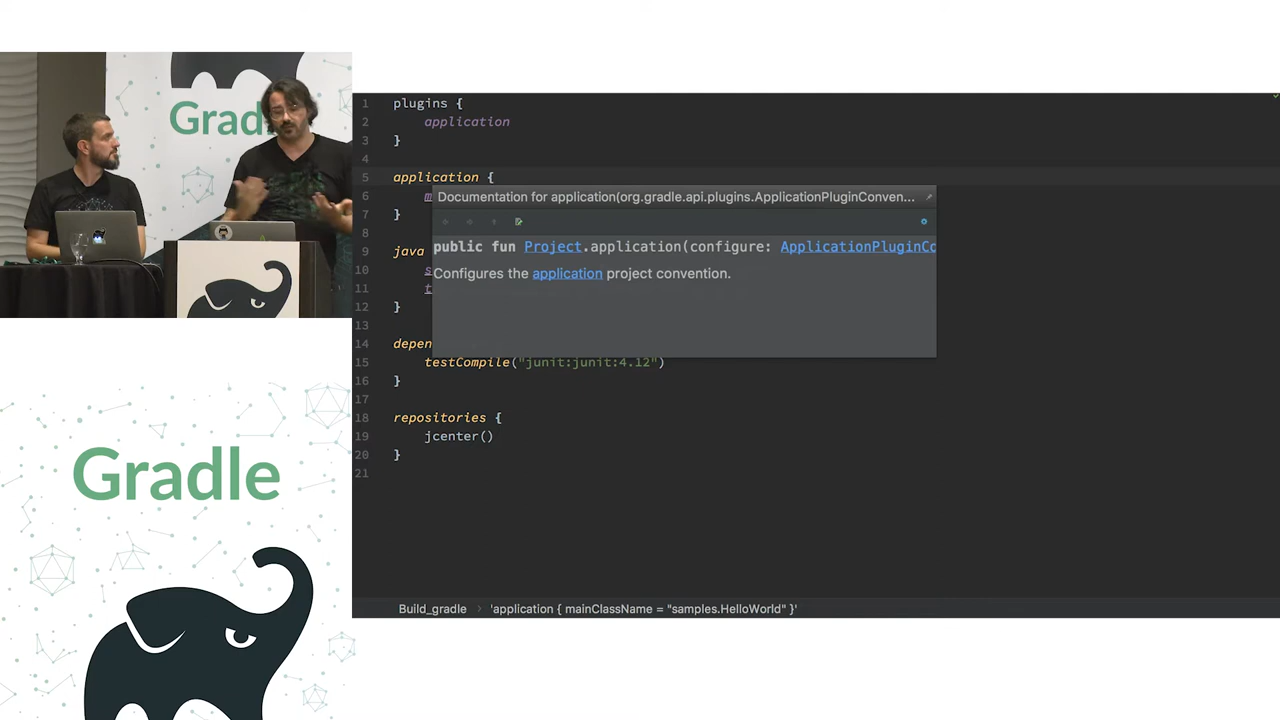 Gradle
Gradle
1 plugins {
2 application
3 }
4
5 application {
6 m
7 }
8
9 java
10 s
11 t
12 }
13
14 depen
15 testCompile("junit:junit:4.12")
16 }
17
18 repositories {
19 jcenter()
20 }
21
Documentation for application(org.gradle.api.plugins.ApplicationPluginConven...
public fun Project.application(configure: ApplicationPluginCo
Configures the application project convention.
Build_gradle > 'application { mainClassName = "samples.HelloWorld" }'